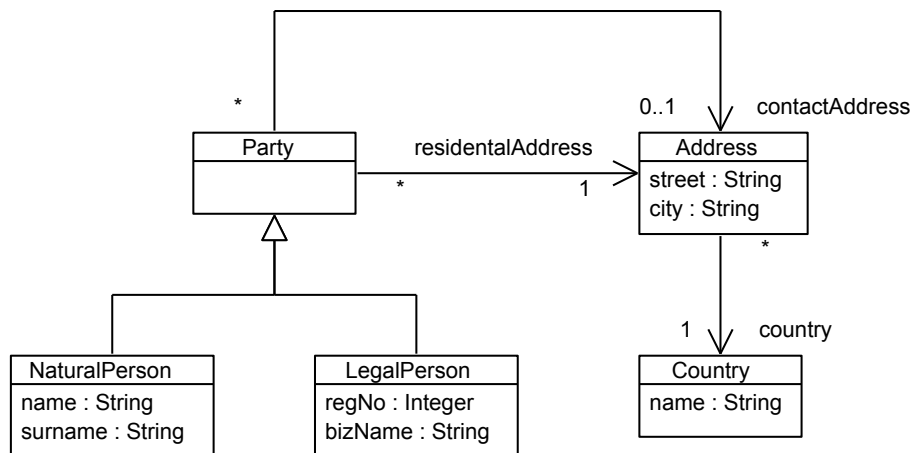 *
0..1 contactAddress
Party
residentalAddress
* 1
Address
street : String
city : String
*
1 country
NaturalPerson
name : String
surname : String
LegalPerson
regNo : Integer
bizName : String
Country
name : String